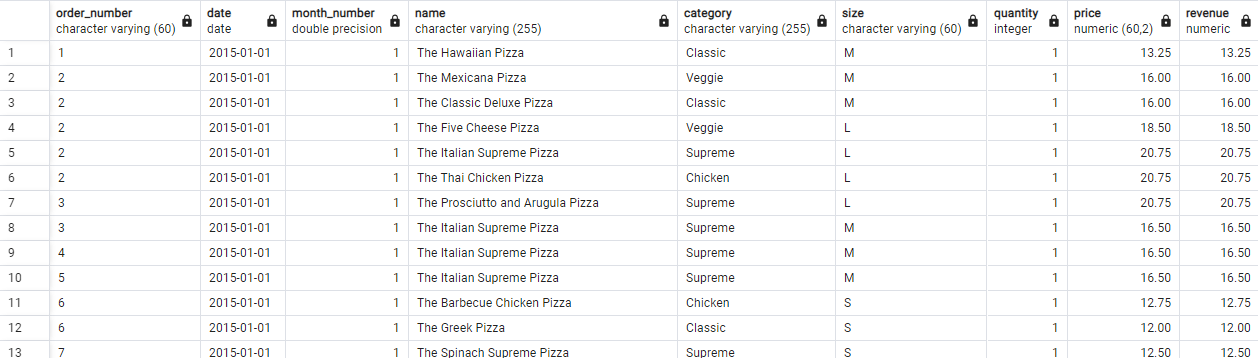 order_number date month_number name category size quantity price revenue
character varying (60) date double precision character varying (255) character varying (255) character varying (60) integer numeric (60,2) numeric
1 1 2015-01-01 1 The Hawaiian Pizza Classic M 1 13.25 13.25
2 2 2015-01-01 1 The Mexicana Pizza Veggie M 1 16.00 16.00
3 2 2015-01-01 1 The Classic Deluxe Pizza Classic M 1 16.00 16.00
4 2 2015-01-01 1 The Five Cheese Pizza Veggie L 1 18.50 18.50
5 2 2015-01-01 1 The Italian Supreme Pizza Supreme L 1 20.75 20.75
6 2 2015-01-01 1 The Thai Chicken Pizza Chicken L 1 20.75 20.75
7 3 2015-01-01 1 The Prosciutto and Arugula Pizza Supreme L 1 20.75 20.75
8 3 2015-01-01 1 The Italian Supreme Pizza Supreme M 1 16.50 16.50
9 4 2015-01-01 1 The Italian Supreme Pizza Supreme M 1 16.50 16.50
10 5 2015-01-01 1 The Italian Supreme Pizza Supreme M 1 16.50 16.50
11 6 2015-01-01 1 The Barbecue Chicken Pizza Chicken S 1 12.75 12.75
12 6 2015-01-01 1 The Greek Pizza Classic S 1 12.00 12.00
13 7 2015-01-01 1 The Spinach Supreme Pizza Supreme S 1 12.50 12.50